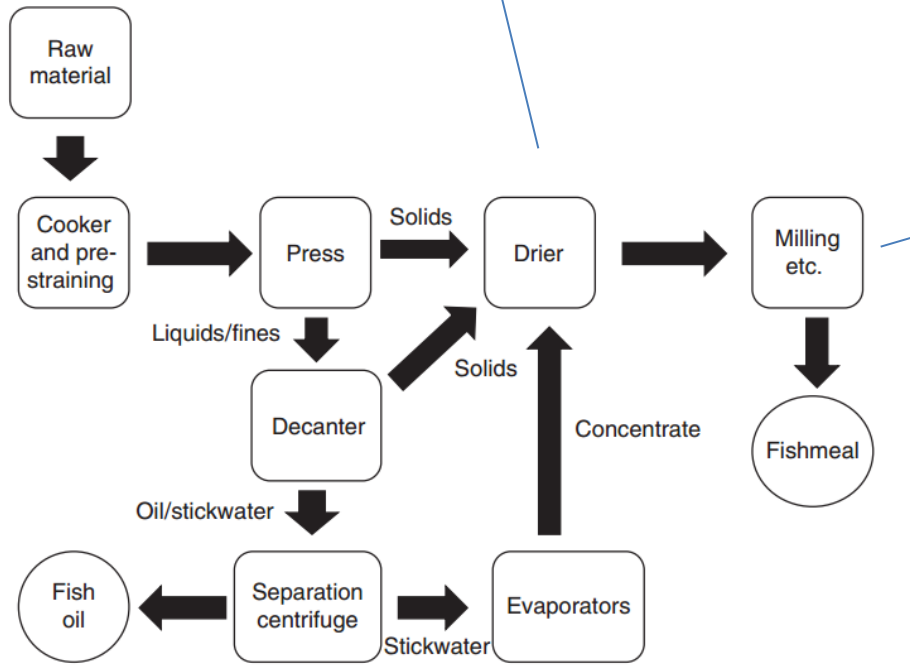 Raw
material
Cooker
and pre-
straining
Press
Solids
Drier
Milling
etc.
Liquids/fines
Solids
Decanter
Concentrate
Fishmeal
Oil/stickwater
Fish
oil
Separation
centrifuge
Stickwater
Evaporators